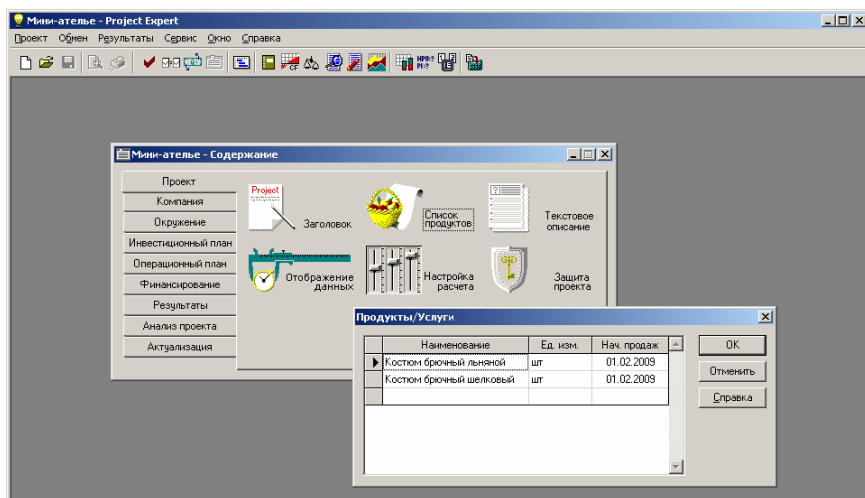 Мини-ателье - Project Expert
Проект Обмен Результаты Сервис Окно Справка
Мини-ателье - Содержание
Проект
Компания
Окружение
Инвестиционный план
Операционный план
Финансирование
Результаты
Анализ проекта
Актуализация
Project
Заголовок
Список
продуктов
Текстовое
описание
Отображение
данных
Настройка
расчета
Защита
проекта
Продукты/Услуги
Наименование Ед. изм. Нач. продаж
Костюм брючный льняной шт 01.02.2009
Костюм брючный шелковый шт 01.02.2009
OK
Отменить
Справка